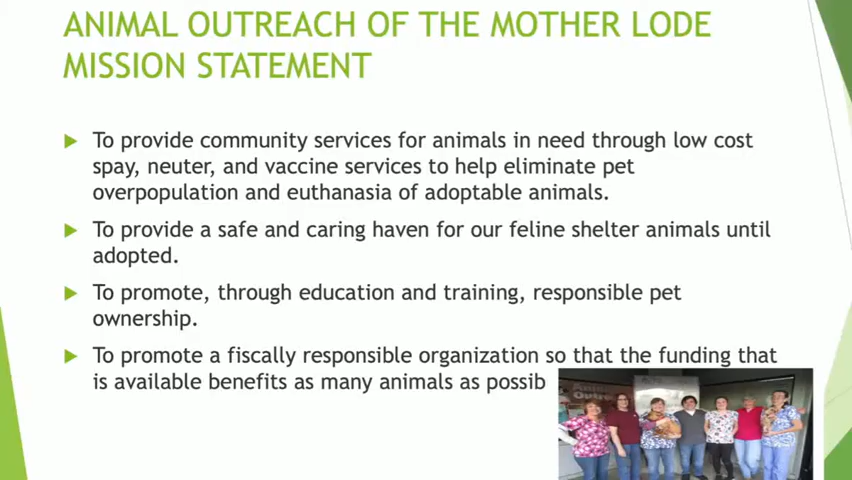 ANIMAL OUTREACH OF THE MOTHER LODE
MISSION STATEMENT
To provide community services for animals in need through low cost
spay, neuter, and vaccine services to help eliminate pet
overpopulation and euthanasia of adoptable animals.
To provide a safe and caring haven for our feline shelter animals until
adopted.
To promote, through education and training, responsible pet
ownership.
To promote a fiscally responsible organization so that the funding that
is available benefits as many animals as possib